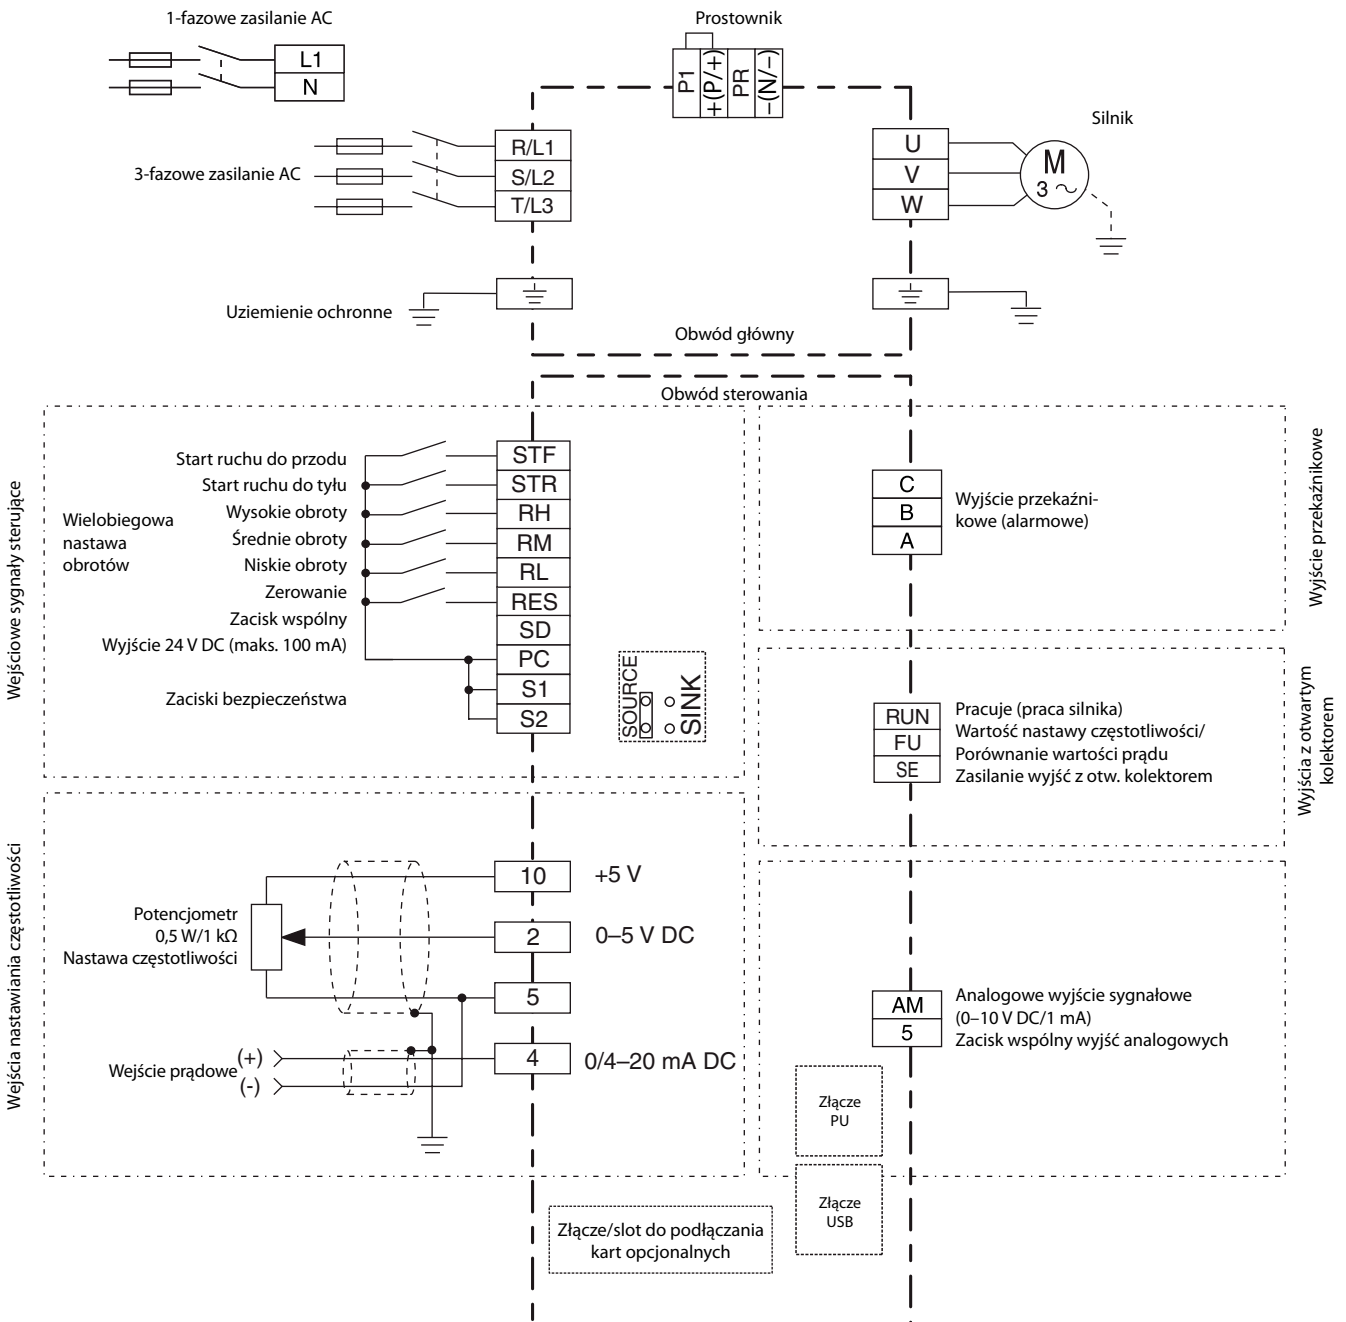 1-fazowe zasilanie AC
L1
N
Prostownik
P1
+(P/+)
PR
–(N/–)
3-fazowe zasilanie AC
R/L1
S/L2
T/L3
U
V
W
Silnik
M
3 ~
Uziemienie ochronne
Obwód główny
Obwód sterowania
Wejściowe sygnały sterujące
Wielobiegowa
nastawa
obrotów
Start ruchu do przodu
Start ruchu do tyłu
Wysokie obroty
Średnie obroty
Niskie obroty
Zerowanie
Zacisk wspólny
Wyjście 24 V DC (maks. 100 mA)
Zaciski bezpieczeństwa
STF
STR
RH
RM
RL
RES
SD
PC
S1
S2
SOURCE
SINK
C
B
A
Wyjście przekaźni-
kowe (alarmowe)
Wyjście przekaźnikowe
RUN
FU
SE
Pracuje (praca silnika)
Wartość nastawy częstotliwości/
Porównanie wartości prądu
Zasilanie wyjść z otw. kolektorem
Wyjścia z otwartym
kolektorem
Wejścia nastawiania częstotliwości
Potencjometr
0,5 W/1 kΩ
Nastawa częstotliwości
10
+5 V
2
0–5 V DC
5
Wejście prądowe
(+)
(-)
4
0/4–20 mA DC
AM
5
Analogowe wyjście sygnałowe
(0–10 V DC/1 mA)
Zacisk wspólny wyjść analogowych
Złącze
PU
Złącze
USB
Złącze/slot do podłączania
kart opcjonalnych